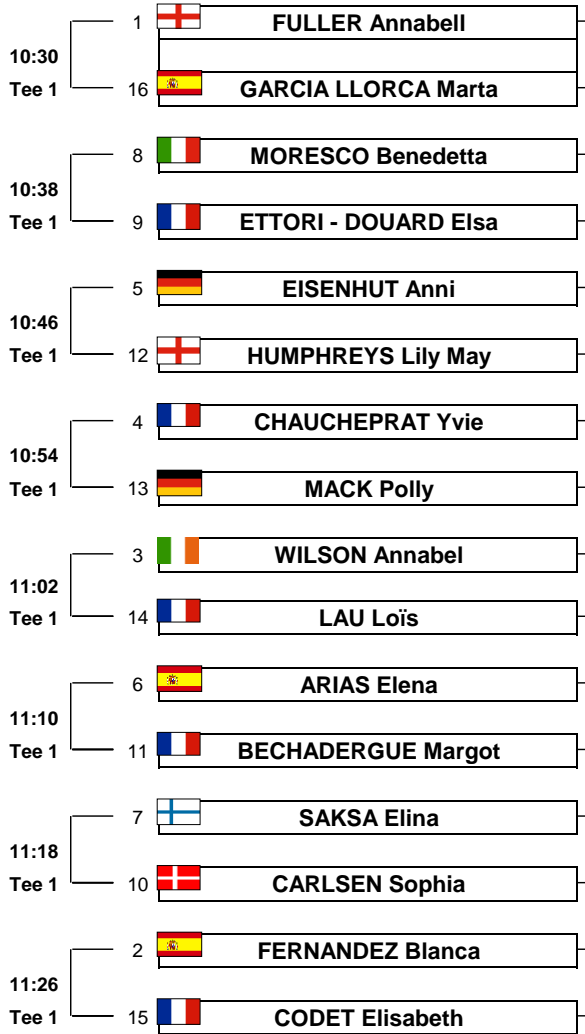 1 FULLER Annabell
10:30
Tee 1
16 GARCIA LLORCA Marta
8 MORESCO Benedetta
10:38
Tee 1
9 ETTORI - DOUARD Elsa
5 EISENHUT Anni
10:46
Tee 1
12 HUMPHREYS Lily May
4 CHAUCHEPRAT Yvie
10:54
Tee 1
13 MACK Polly
3 WILSON Annabel
11:02
Tee 1
14 LAU Loïs
6 ARIAS Elena
11:10
Tee 1
11 BECHADERGUE Margot
7 SAKSA Elina
11:18
Tee 1
10 CARLSEN Sophia
2 FERNANDEZ Blanca
11:26
Tee 1
15 CODET Elisabeth